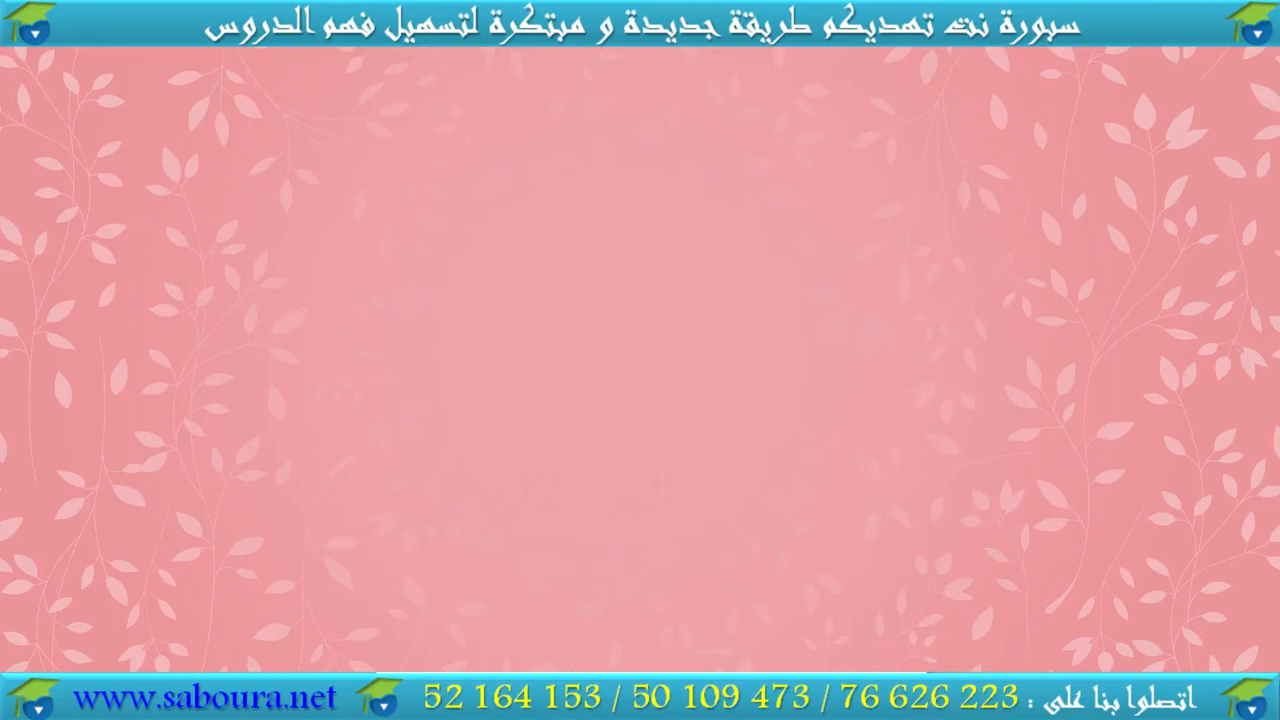 سبورة نت تهديكم طريقة جديدة و مبتكرة لتسهيل فهم الدروس
اتصلوا بنا على : 52 164 153 / 50 109 473 / 76 626 223
www.saboura.net